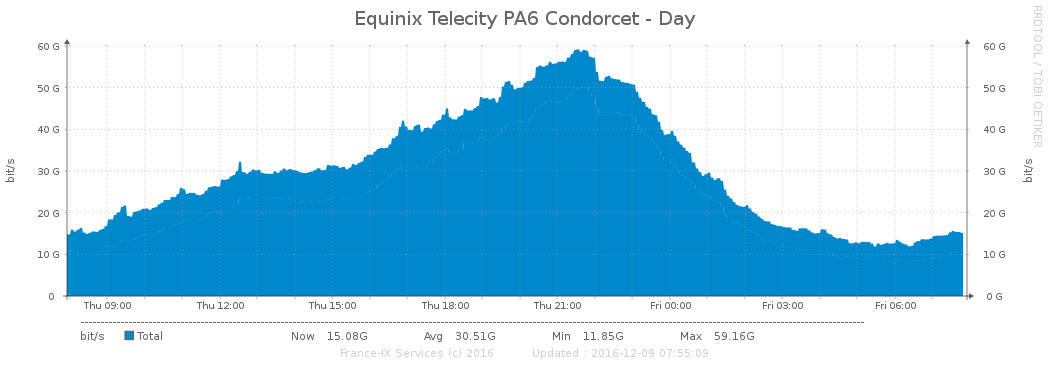 Equinix Telecity PA6 Condorcet - Day
RRDTOOL / TOBI OETIKER
60 G 60 G
50 G 50 G
40 G 40 G
30 G 30 G
20 G 20 G
10 G 10 G
0 0 G
bit/s bit/s
Thu 09:00 Thu 12:00 Thu 15:00 Thu 18:00 Thu 21:00 Fri 00:00 Fri 03:00 Fri 06:00
bit/s Total Now 15.08G Avg 30.51G Min 11.85G Max 59.16G
France-IX Services (c) 2016 Updated : 2016-12-09 07:55:09